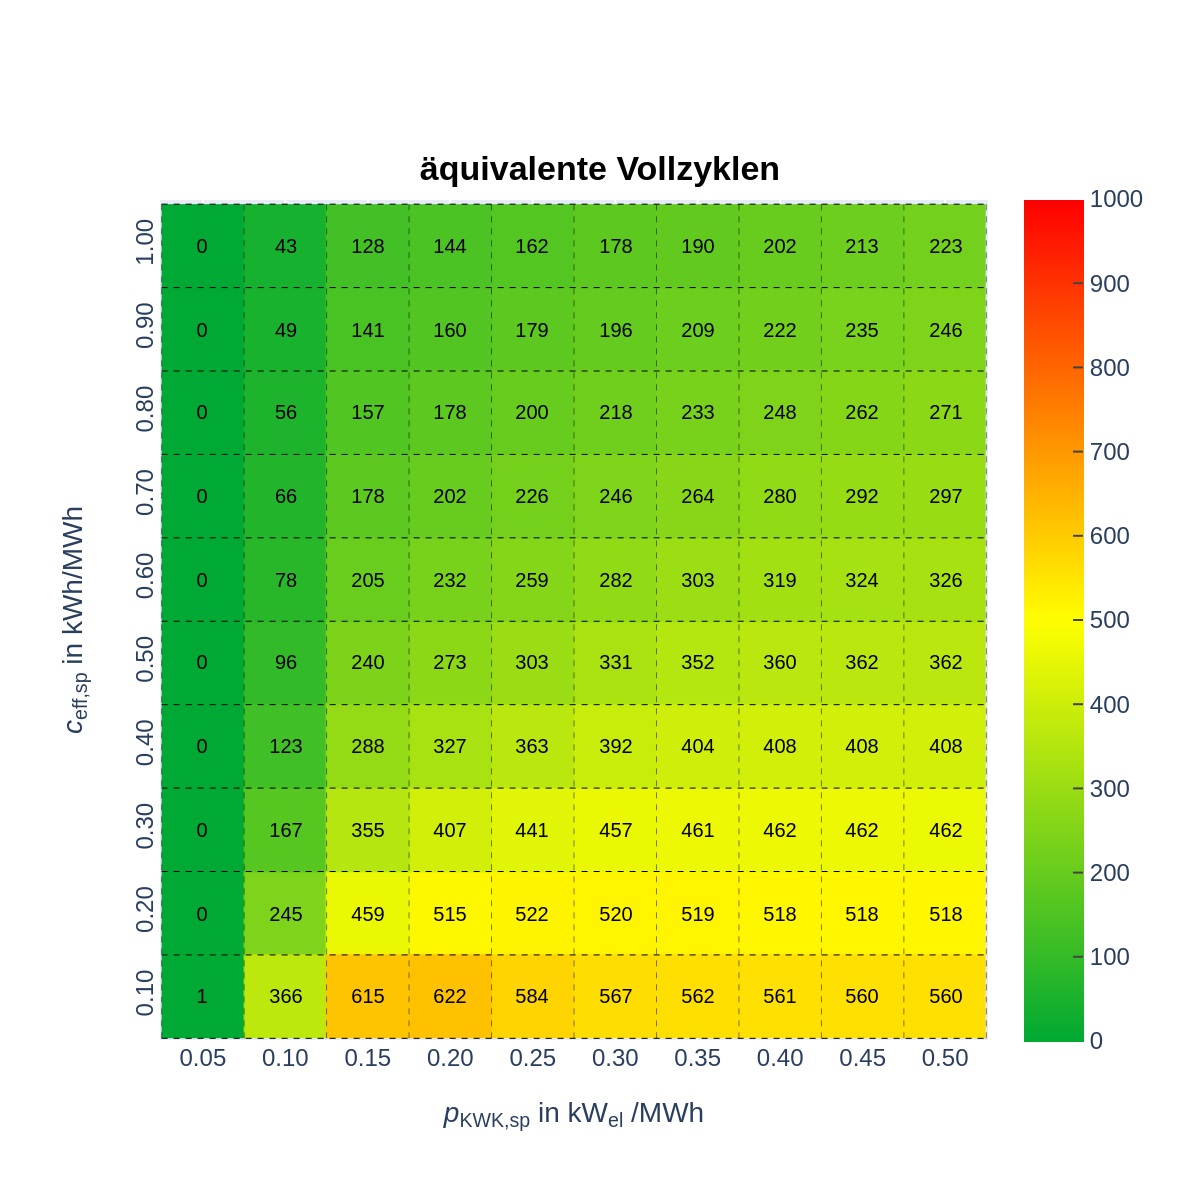 äquivalente Vollzyklen
1.00 0 43 128 144 162 178 190 202 213 223
0.90 0 49 141 160 179 196 209 222 235 246
0.80 0 56 157 178 200 218 233 248 262 271
0.70 0 66 178 202 226 246 264 280 292 297
0.60 0 78 205 232 259 282 303 319 324 326
0.50 0 96 240 273 303 331 352 360 362 362
0.40 0 123 288 327 363 392 404 408 408 408
0.30 0 167 355 407 441 457 461 462 462 462
0.20 0 245 459 515 522 520 519 518 518 518
0.10 1 366 615 622 584 567 562 561 560 560
0.05 0.10 0.15 0.20 0.25 0.30 0.35 0.40 0.45 0.50
c_eff,sp in kWh/MWh
p_KWK,sp in kW_el /MWh
1000
900
800
700
600
500
400
300
200
100
0